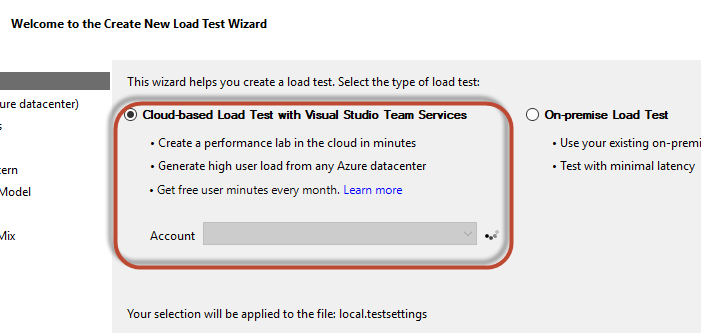 Welcome to the Create New Load Test Wizard
This wizard helps you create a load test. Select the type of load test:
ure datacenter)
s
tern
Model
Mix
Cloud-based Load Test with Visual Studio Team Services
• Create a performance lab in the cloud in minutes
• Generate high user load from any Azure datacenter
• Get free user minutes every month. Learn more
Account
On-premise Load Test
• Use your existing on-premi
• Test with minimal latency
Your selection will be applied to the file: local.testsettings